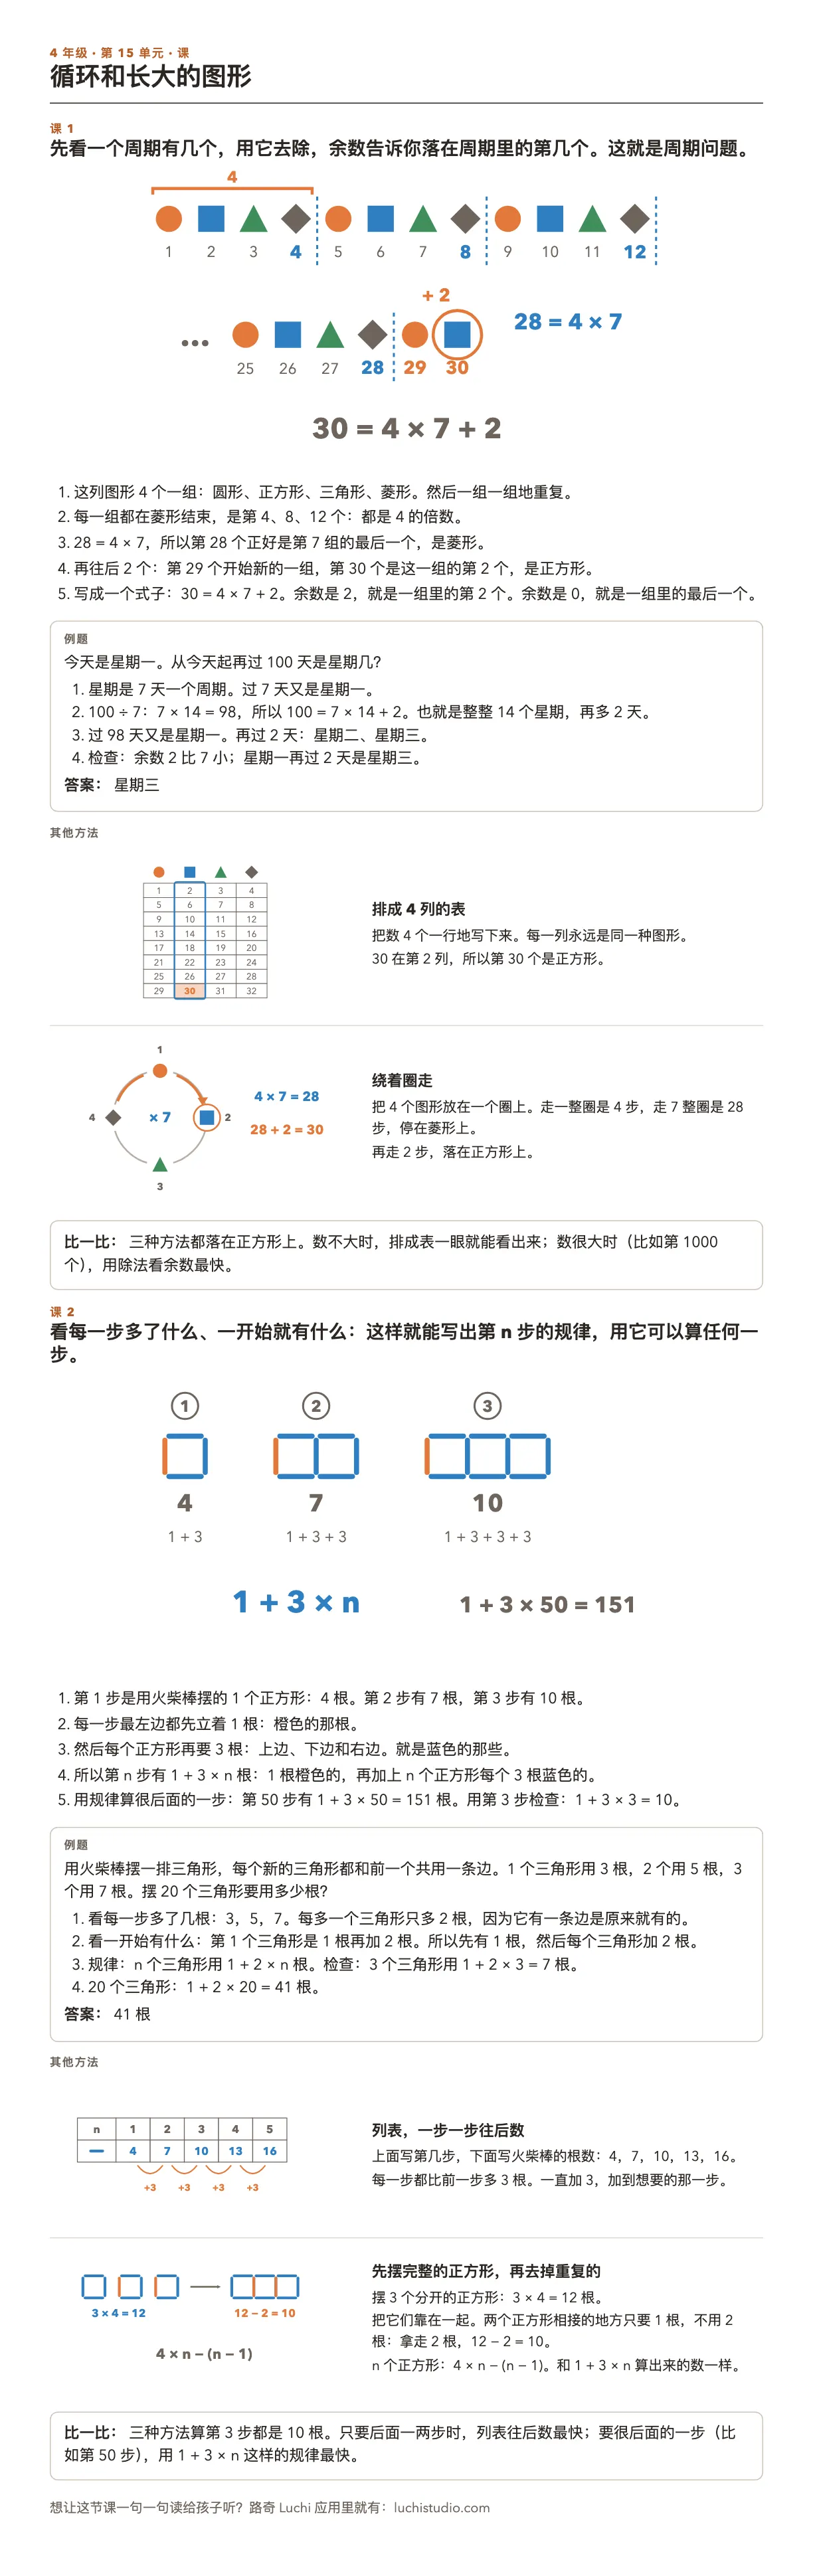 4 年级 · 第 15 单元 · 课
循环和长大的图形
课 1
先看一个周期有几个，用它去除，余数告诉你落在周期里的第几个。这就是周期问题。
4
1 2 3 4 5 6 7 8 9 10 11 12
+ 2
28 = 4 × 7
... 25 26 27 28 29 30
30 = 4 × 7 + 2
1. 这列图形 4 个一组：圆形、正方形、三角形、菱形。然后一组一组地重复。
2. 每一组都在菱形结束，是第 4、8、12 个：都是 4 的倍数。
3. 28 = 4 × 7，所以第 28 个正好是第 7 组的最后一个，是菱形。
4. 再往后 2 个：第 29 个开始新的一组，第 30 个是这一组的第 2 个，是正方形。
5. 写成一个式子：30 = 4 × 7 + 2。余数是 2，就是一组里的第 2 个。余数是 0，就是一组里的最后一个。
例题
今天是星期一。从今天起再过 100 天是星期几？
1. 星期是 7 天一个周期。过 7 天又是星期一。
2. 100 ÷ 7：7 × 14 = 98，所以 100 = 7 × 14 + 2。也就是整整 14 个星期，再多 2 天。
3. 过 98 天又是星期一。再过 2 天：星期二、星期三。
4. 检查：余数 2 比 7 小；星期一再过 2 天是星期三。
答案： 星期三
其他方法
1 2 3 4
5 6 7 8
9 10 11 12
13 14 15 16
17 18 19 20
21 22 23 24
25 26 27 28
29 30 31 32
排成 4 列的表
把数 4 个一行地写下来。每一列永远是同一种图形。
30 在第 2 列，所以第 30 个是正方形。
1
4 × 7 2
3
4 × 7 = 28
28 + 2 = 30
绕着圈走
把 4 个图形放在一个圈上。走一整圈是 4 步，走 7 整圈是 28
步，停在菱形上。
再走 2 步，落在正方形上。
比一比： 三种方法都落在正方形上。数不大时，排成表一眼就能看出来；数很大时（比如第 1000
个），用除法看余数最快。
课 2
看每一步多了什么、一开始就有什么：这样就能写出第 n 步的规律，用它可以算任何一
步。
1 2 3
4 7 10
1 + 3 1 + 3 + 3 1 + 3 + 3 + 3
1 + 3 × n 1 + 3 × 50 = 151
1. 第 1 步是用火柴棒摆的 1 个正方形：4 根。第 2 步有 7 根，第 3 步有 10 根。
2. 每一步最左边都先立着 1 根：橙色的那根。
3. 然后每个正方形再要 3 根：上边、下边和右边。就是蓝色的那些。
4. 所以第 n 步有 1 + 3 × n 根：1 根橙色的，再加上 n 个正方形每个 3 根蓝色的。
5. 用规律算很后面的一步：第 50 步有 1 + 3 × 50 = 151 根。用第 3 步检查：1 + 3 × 3 = 10。
例题
用火柴棒摆一排三角形，每个新的三角形都和前一个共用一条边。1 个三角形用 3 根，2 个用 5 根，3
个用 7 根。摆 20 个三角形要用多少根？
1. 看每一步多了几根：3，5，7。每多一个三角形只多 2 根，因为它有一条边是原来就有的。
2. 看一开始有什么：第 1 个三角形是 1 根再加 2 根。所以先有 1 根，然后每个三角形加 2 根。
3. 规律：n 个三角形用 1 + 2 × n 根。检查：3 个三角形用 1 + 2 × 3 = 7 根。
4. 20 个三角形：1 + 2 × 20 = 41 根。
答案： 41 根
其他方法
n 1 2 3 4 5
4 7 10 13 16
+3 +3 +3 +3
列表，一步一步往后数
上面写第几步，下面写火柴棒的根数：4，7，10，13，16。
每一步都比前一步多 3 根。一直加 3，加到想要的那一步。
3 × 4 = 12 12 − 2 = 10
4 × n − (n − 1)
先摆完整的正方形，再去掉重复的
摆 3 个分开的正方形：3 × 4 = 12 根。
把它们靠在一起。两个正方形相接的地方只要 1 根，不用 2
根：拿走 2 根，12 − 2 = 10。
n 个正方形：4 × n − (n − 1)。和 1 + 3 × n 算出来的数一样。
比一比： 三种方法算第 3 步都是 10 根。只要后面一两步时，列表往后数最快；要很后面的一步（比
如第 50 步），用 1 + 3 × n 这样的规律最快。
想让这节课一句一句读给孩子听？路奇 Luchi 应用里就有：luchistudio.com